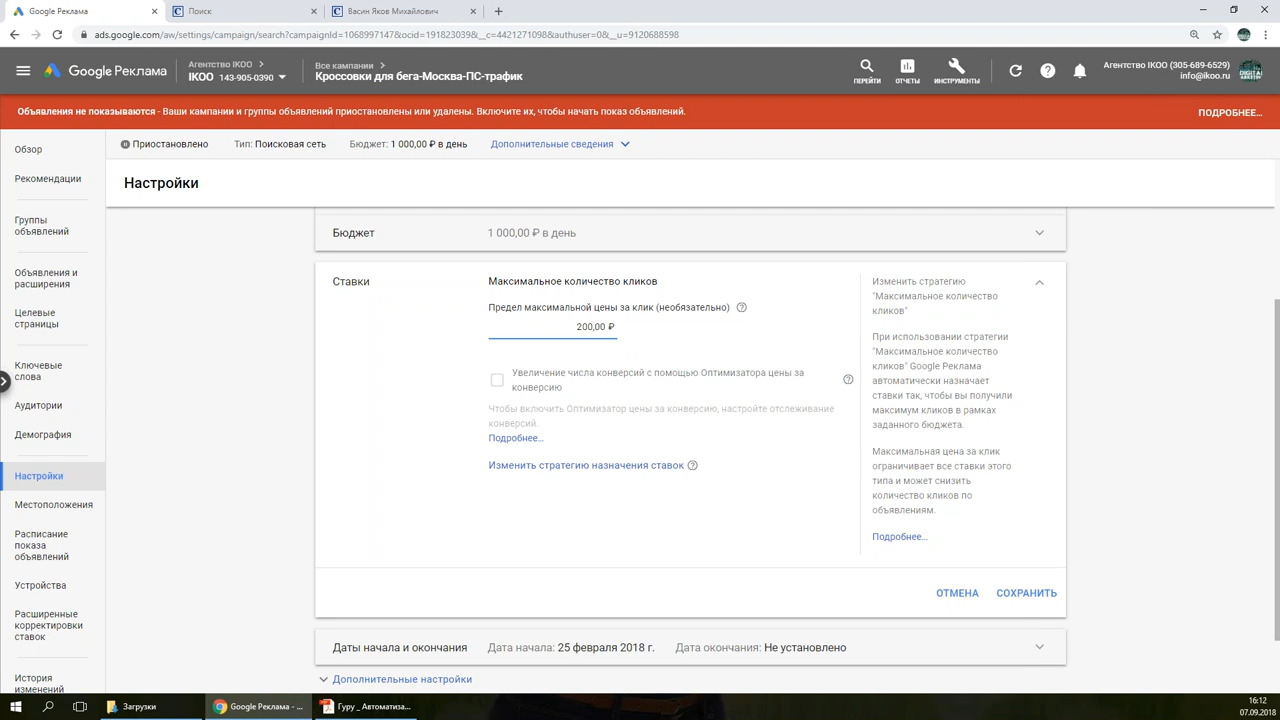 Google Реклама
Поиск
Васин Яков Михайлович
ads.google.com/aw/settings/campaign/search?campaignId=1068997147&ocid=191823039&__c=4421271098&authuser=0&__u=9120688598
Google Реклама
Агентство IKOO
IKOO 143-905-0390
Все кампании
Кроссовки для бега-Москва-ПС-трафик
ПЕРЕЙТИ
ОТЧЕТЫ
ИНСТРУМЕНТЫ
Агентство IKOO (305-689-6529)
info@ikoo.ru
Объявления не показываются - Ваши кампании и группы объявлений приостановлены или удалены. Включите их, чтобы начать показ объявлений.
ПОДРОБНЕЕ...
Обзор
Рекомендации
Группы
объявлений
Объявления и
расширения
Целевые
страницы
Ключевые
слова
Аудитории
Демография
Настройки
Местоположения
Расписание
показа
объявлений
Устройства
Расширенные
корректировки
ставок
История
изменений
Приостановлено
Тип: Поисковая сеть
Бюджет: 1 000,00 ₽ в день
Дополнительные сведения
Настройки
Бюджет
1 000,00 ₽ в день
Ставки
Максимальное количество кликов
Предел максимальной цены за клик (необязательно)
200,00 ₽
Увеличение числа конверсий с помощью Оптимизатора цены за
конверсию
Чтобы включить Оптимизатор цены за конверсию, настройте отслеживание
конверсий.
Подробнее...
Изменить стратегию назначения ставок
Изменить стратегию
"Максимальное количество
кликов"
При использовании стратегии
"Максимальное количество
кликов" Google Реклама
автоматически назначает
ставки так, чтобы вы получили
максимум кликов в рамках
заданного бюджета.
Максимальная цена за клик
ограничивает все ставки этого
типа и может снизить
количество кликов по
объявлениям.
Подробнее...
ОТМЕНА
СОХРАНИТЬ
Даты начала и окончания
Дата начала: 25 февраля 2018 г.
Дата окончания: Не установлено
Дополнительные настройки
Загрузки
Google Реклама - ...
Гуру _ Автоматиза...
16:12
07.09.2018